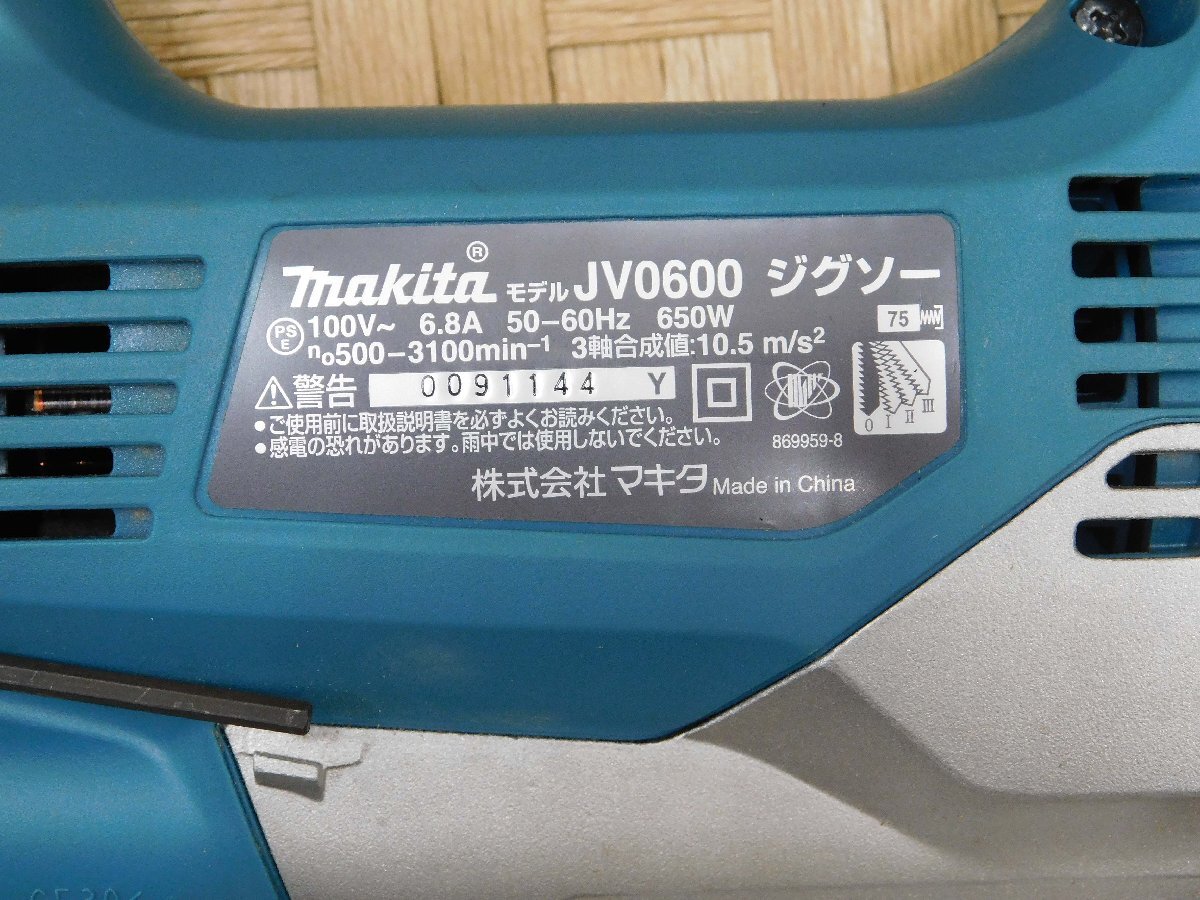 makita® モデル JV0600 ジグソー
PSE 100V~ 6.8A 50-60Hz 650W
75
n₀500-3100min⁻¹ 3軸合成値:10.5 m/s²
⚠警告 0091144 Y
0 I II III
●ご使用前に取扱説明書を必ずよくお読みください。
●感電の恐れがあります。雨中では使用しないでください。
869959-8
株式会社 マキタ Made in China